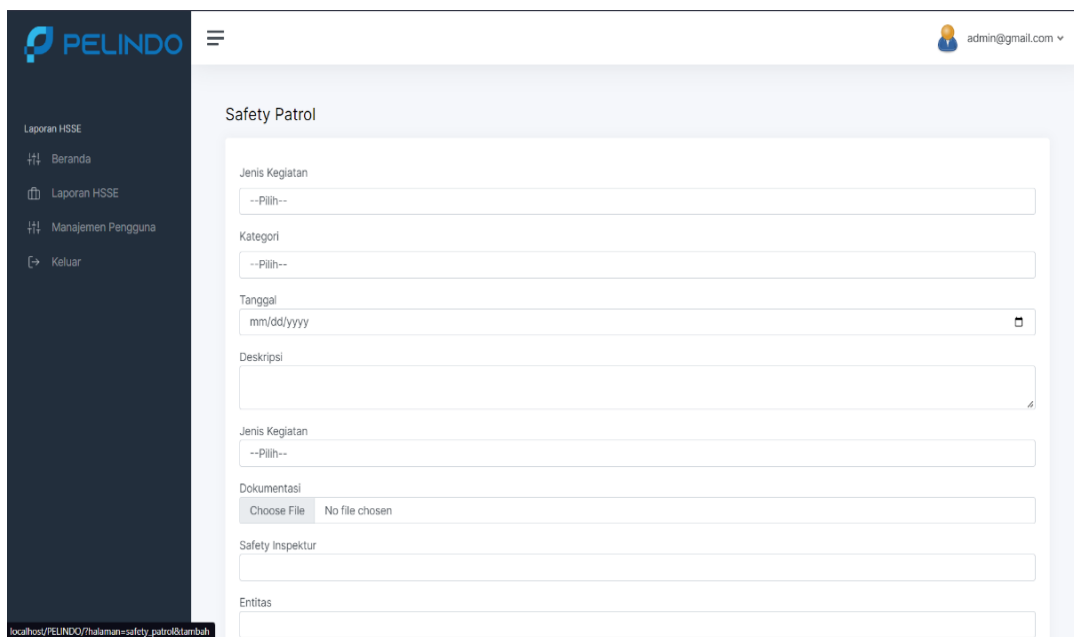 PELINDO
admin@gmail.com
Laporan HSSE
Beranda
Laporan HSSE
Manajemen Pengguna
Keluar
Safety Patrol
Jenis Kegiatan
--Pilih--
Kategori
--Pilih--
Tanggal
mm/dd/yyyy
Deskripsi
Jenis Kegiatan
--Pilih--
Dokumentasi
Choose File No file chosen
Safety Inspektur
Entitas
localhost/PELINDO/?halaman=safety_patrol&tambah